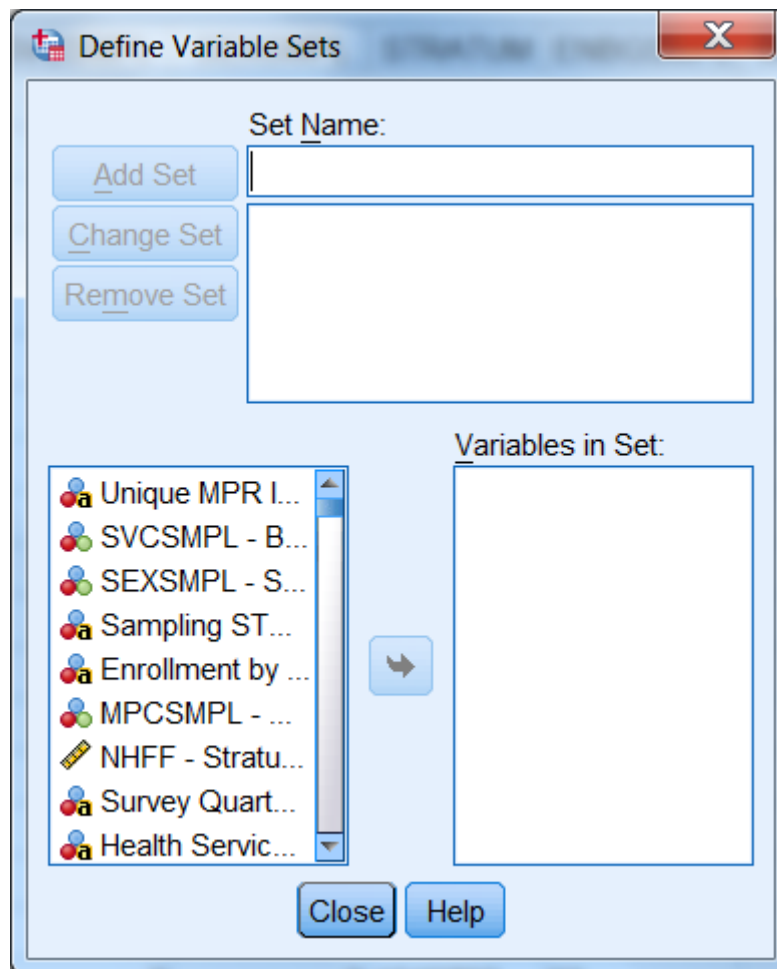 Define Variable Sets
Set Name:
Add Set
Change Set
Remove Set
Variables in Set:
a Unique MPR I...
SVCSMPL - B...
SEXSMPL - S...
a Sampling ST...
a Enrollment by ...
MPCSMPL - ...
NHFF - Stratu...
a Survey Quart...
a Health Servic...
Close Help